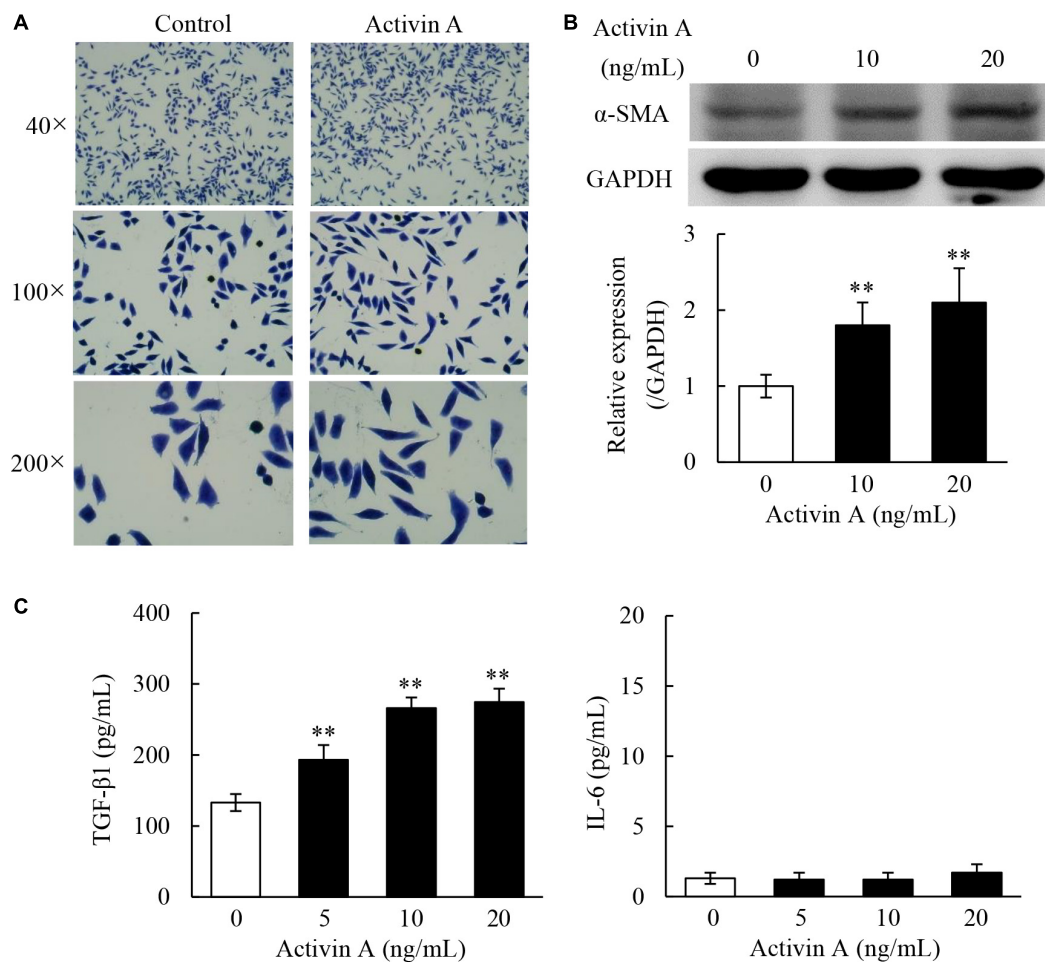 A
Control
Activin A
40×
100×
200×
B
Activin A
(ng/mL)
0
10
20
α-SMA
GAPDH
3
2
1
0
Relative expression
(/GAPDH)
**
**
0
10
20
Activin A (ng/mL)
C
400
300
200
100
0
TGF-β1 (pg/mL)
**
**
**
0
5
10
20
Activin A (ng/mL)
20
15
10
5
0
IL-6 (pg/mL)
0
5
10
20
Activin A (ng/mL)